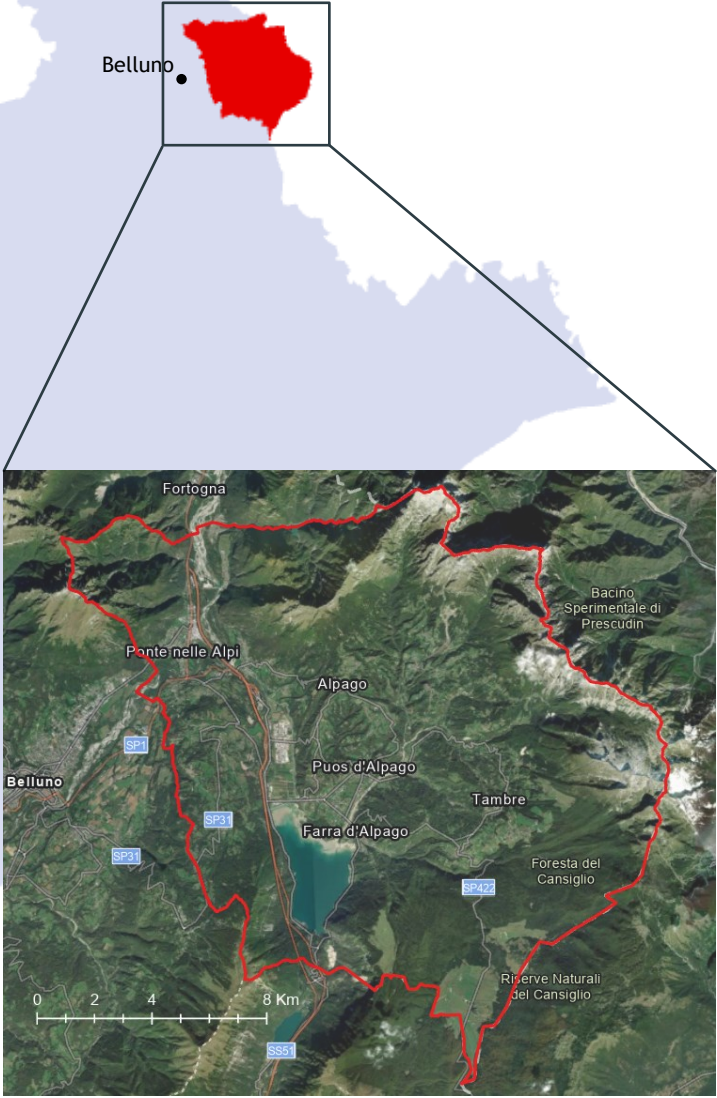 Belluno
Fortogna
Bacino
Sperimentale di
Prescudin
Ponte nelle Alpi
Alpago
SP1
Puos d'Alpago
Belluno
Tambre
SP31
Farra d'Alpago
SP31
Foresta del
Cansiglio
SP422
Riserve Naturali
del Cansiglio
0 2 4 8 Km
SS51